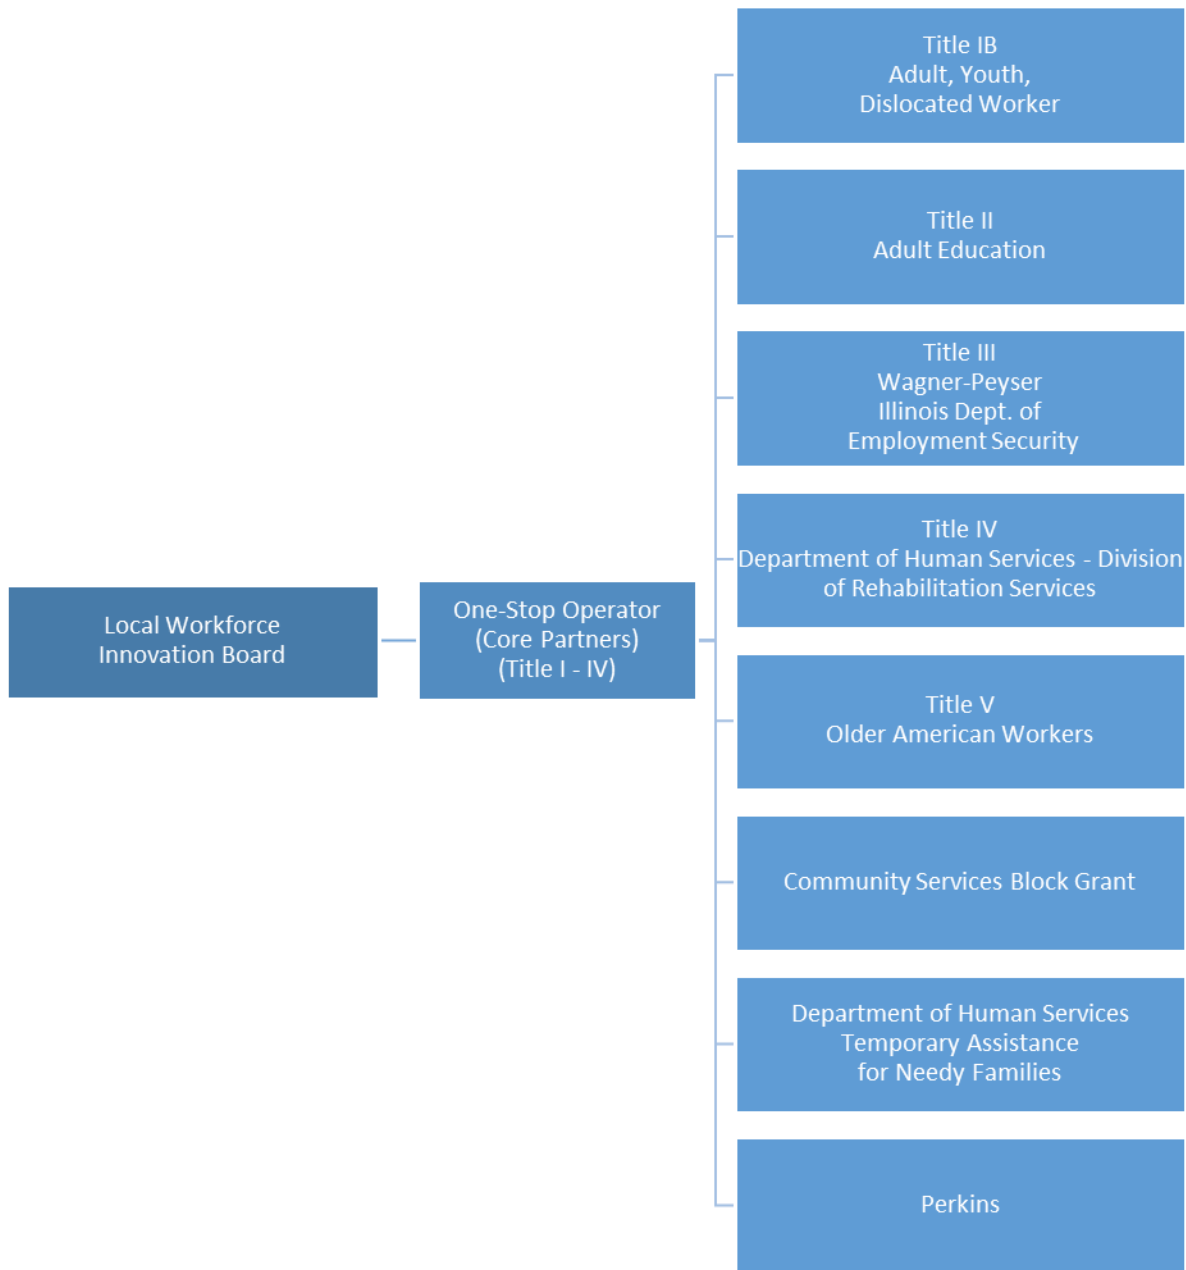 Local Workforce
Innovation Board
One-Stop Operator
(Core Partners)
(Title I - IV)
Title IB
Adult, Youth,
Dislocated Worker
Title II
Adult Education
Title III
Wagner-Peyser
Illinois Dept. of
Employment Security
Title IV
Department of Human Services - Division
of Rehabilitation Services
Title V
Older American Workers
Community Services Block Grant
Department of Human Services
Temporary Assistance
for Needy Families
Perkins